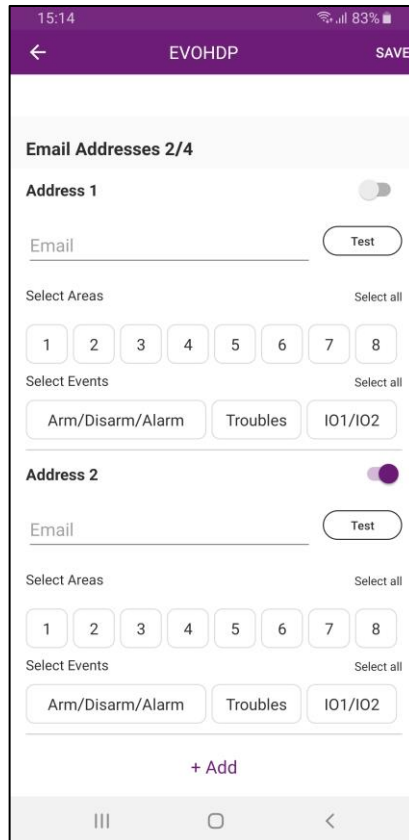 15:14 83%
EVOHDP SAVE
Email Addresses 2/4
Address 1
Email Test
Select Areas Select all
1 2 3 4 5 6 7 8
Select Events Select all
Arm/Disarm/Alarm Troubles IO1/IO2
Address 2
Email Test
Select Areas Select all
1 2 3 4 5 6 7 8
Select Events Select all
Arm/Disarm/Alarm Troubles IO1/IO2
+ Add